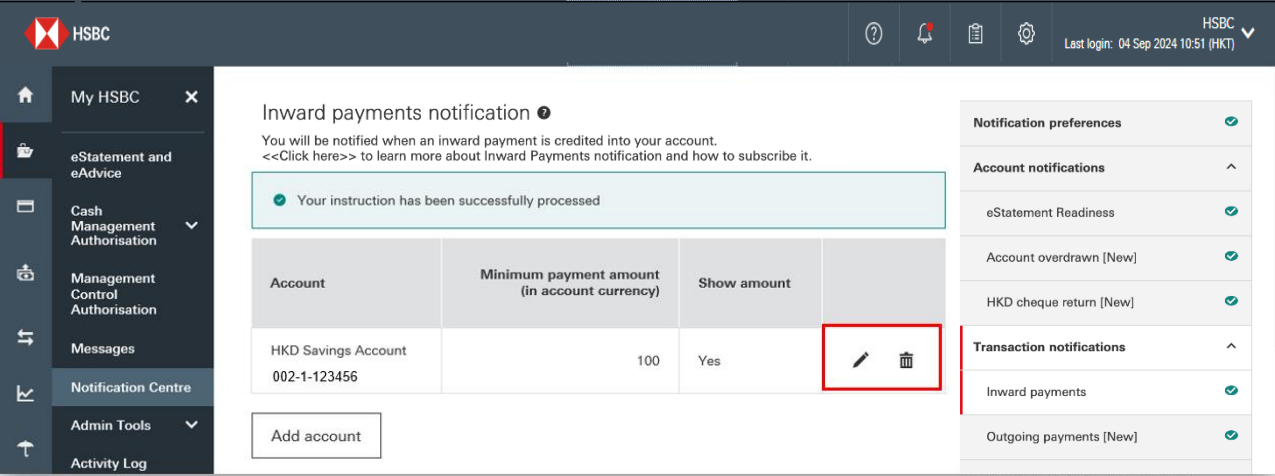 HSBC
HSBC
Last login: 04 Sep 2024 10:51 (HKT)
My HSBC
eStatement and
eAdvice
Cash
Management
Authorisation
Management
Control
Authorisation
Messages
Notification Centre
Admin Tools
Activity Log
Inward payments notification
You will be notified when an inward payment is credited into your account.
<<Click here>> to learn more about Inward Payments notification and how to subscribe it.
Your instruction has been successfully processed
Account
Minimum payment amount
(in account currency)
Show amount
HKD Savings Account
002-1-123456
100
Yes
Add account
Notification preferences
Account notifications
eStatement Readiness
Account overdrawn [New]
HKD cheque return [New]
Transaction notifications
Inward payments
Outgoing payments [New]